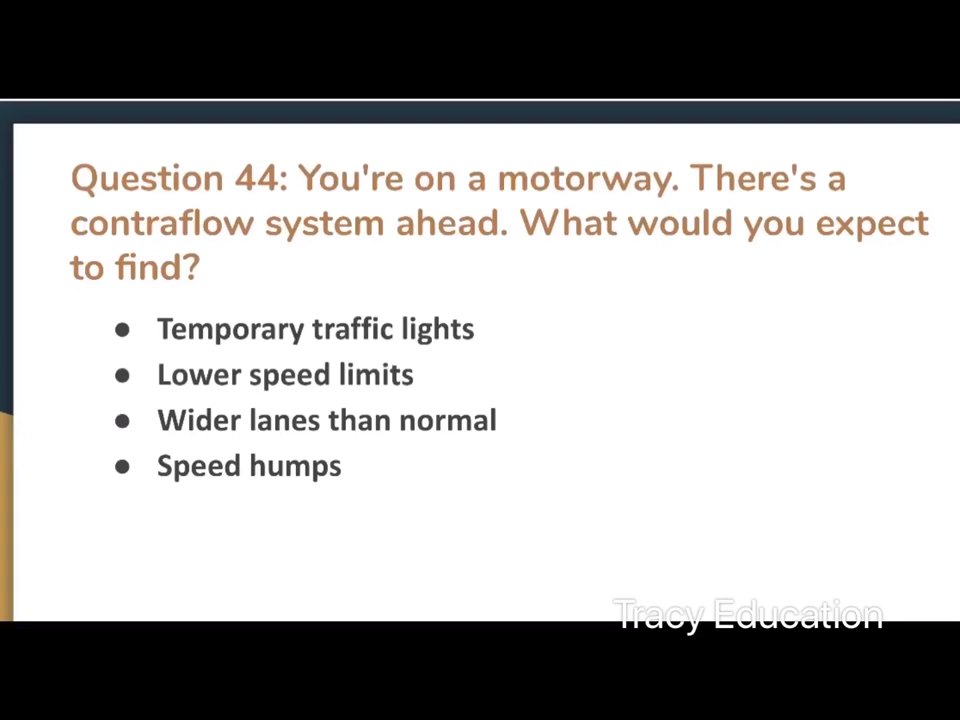 Question 44: You're on a motorway. There's a
contraflow system ahead. What would you expect
to find?
● Temporary traffic lights
● Lower speed limits
● Wider lanes than normal
● Speed humps
Tracy Education